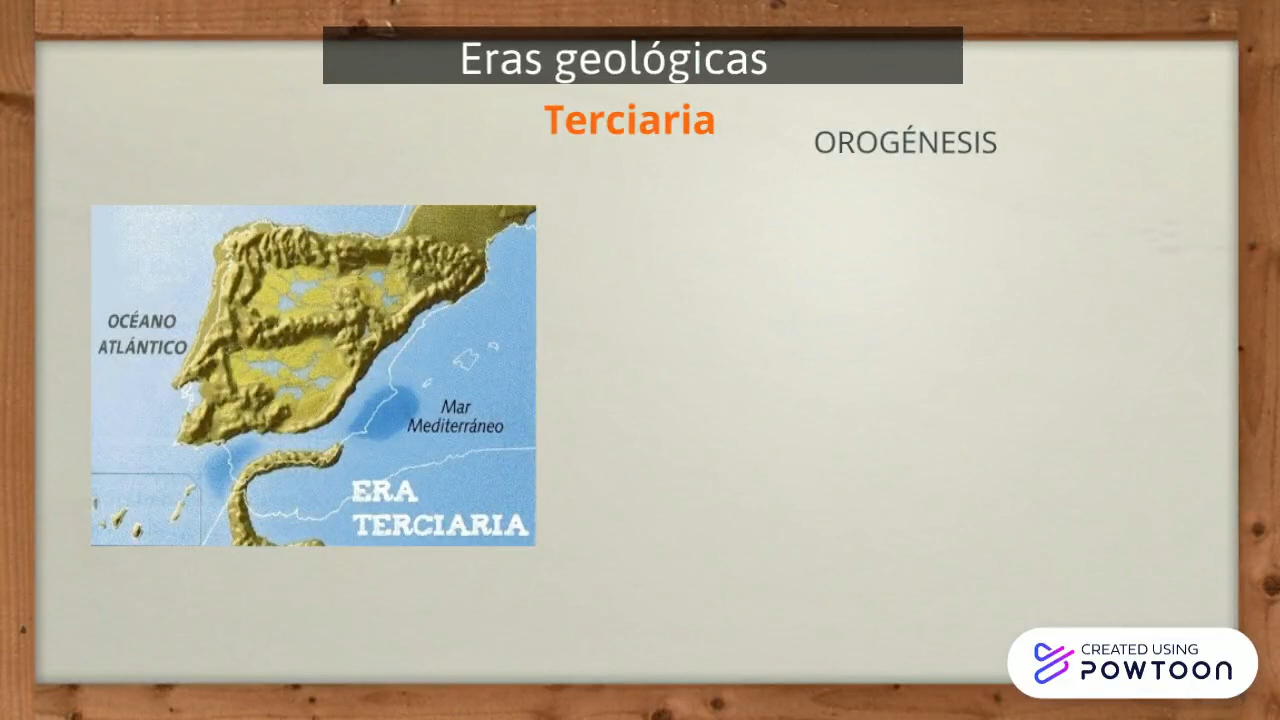 Eras geológicas
Terciaria
OROGÉNESIS
OCÉANO
ATLÁNTICO
Mar
Mediterráneo
ERA
TERCIARIA
CREATED USING
POWTOON